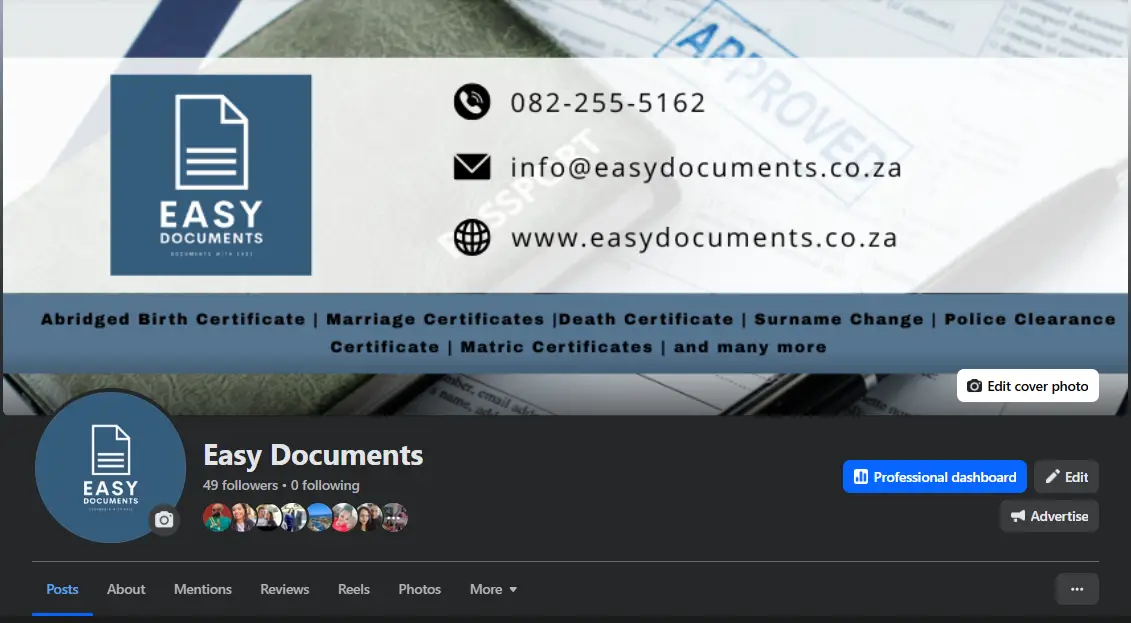 APPROVED
PASSPORT
EASY
DOCUMENTS
DOCUMENTS WITH EASE
082-255-5162
info@easydocuments.co.za
www.easydocuments.co.za
Abridged Birth Certificate | Marriage Certificates |Death Certificate | Surname Change | Police Clearance
Certificate | Matric Certificates | and many more
Edit cover photo
EASY
DOCUMENTS
Easy Documents
49 followers • 0 following
Professional dashboard
Edit
Advertise
Posts
About
Mentions
Reviews
Reels
Photos
More